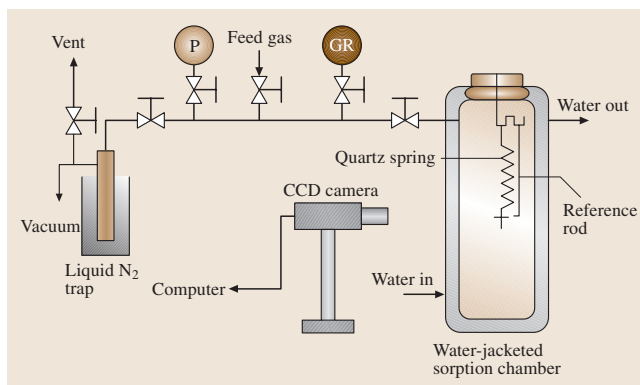 Vent
P
Feed gas
GR
Water out
Quartz spring
CCD camera
Reference
rod
Vacuum
Liquid N₂
trap
Computer
Water in
Water-jacketed
sorption chamber